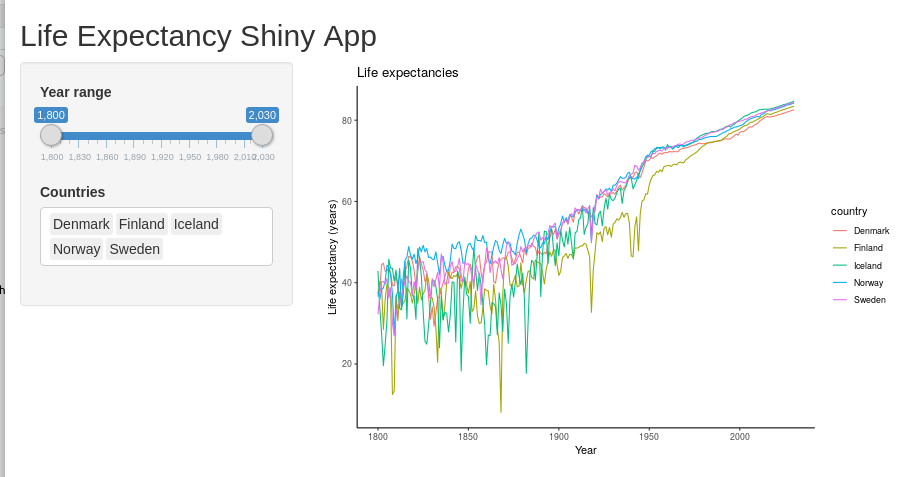 Life Expectancy Shiny App
Year range
1,800 2,030
1,800 1,830 1,860 1,890 1,920 1,950 1,980 2,030
Countries
Denmark Finland Iceland
Norway Sweden
h
Life expectancies
Life expectancy (years)
80
60
40
20
1800 1850 1900 1950 2000
Year
country
Denmark
Finland
Iceland
Norway
Sweden